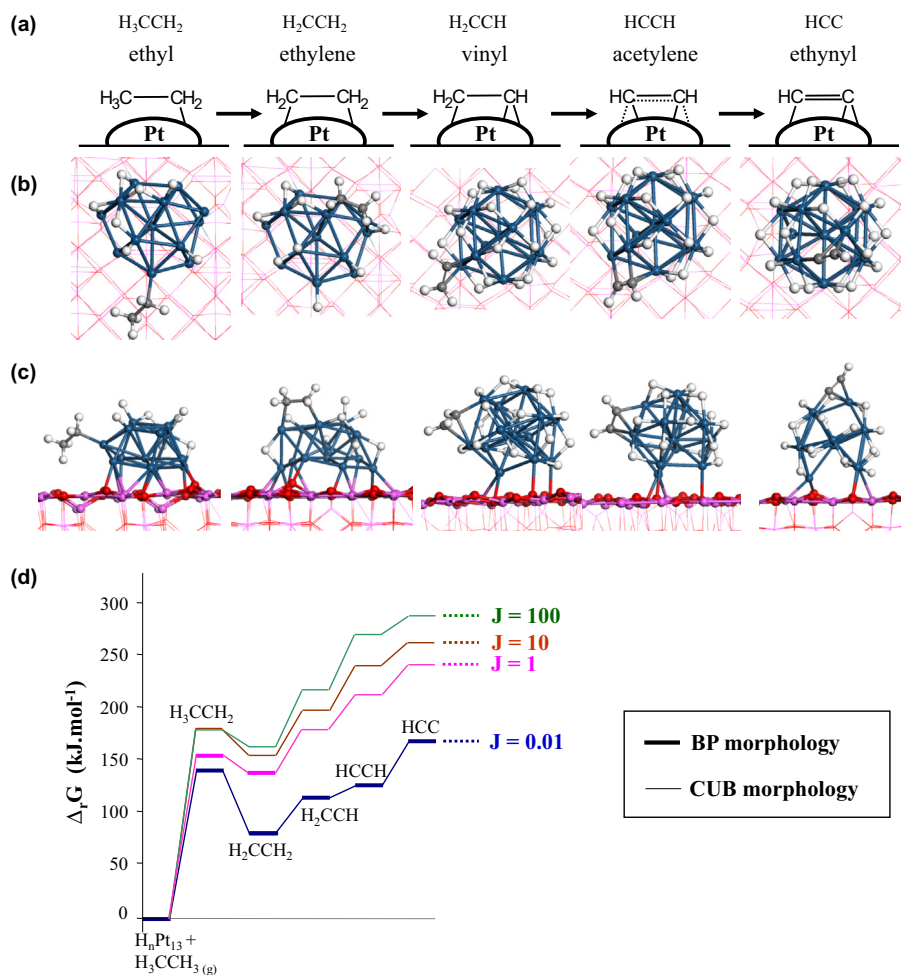 (a)
H₃CCH₂ H₂CCH₂ H₂CCH HCCH HCC
ethyl ethylene vinyl acetylene ethynyl
H₃C CH₂ H₂C CH₂ H₂C CH HC CH HC C
Pt Pt Pt Pt Pt
(b)
(c)
(d)
ΔᵣG (kJ.mol⁻¹)
300
250
200
150
100
50
0
J = 100
J = 10
J = 1
J = 0.01
H₃CCH₂
H₂CCH₂
H₂CCH
HCCH
HCC
HₙPt₁₃ +
H₃CCH₃ (g)
BP morphology
CUB morphology